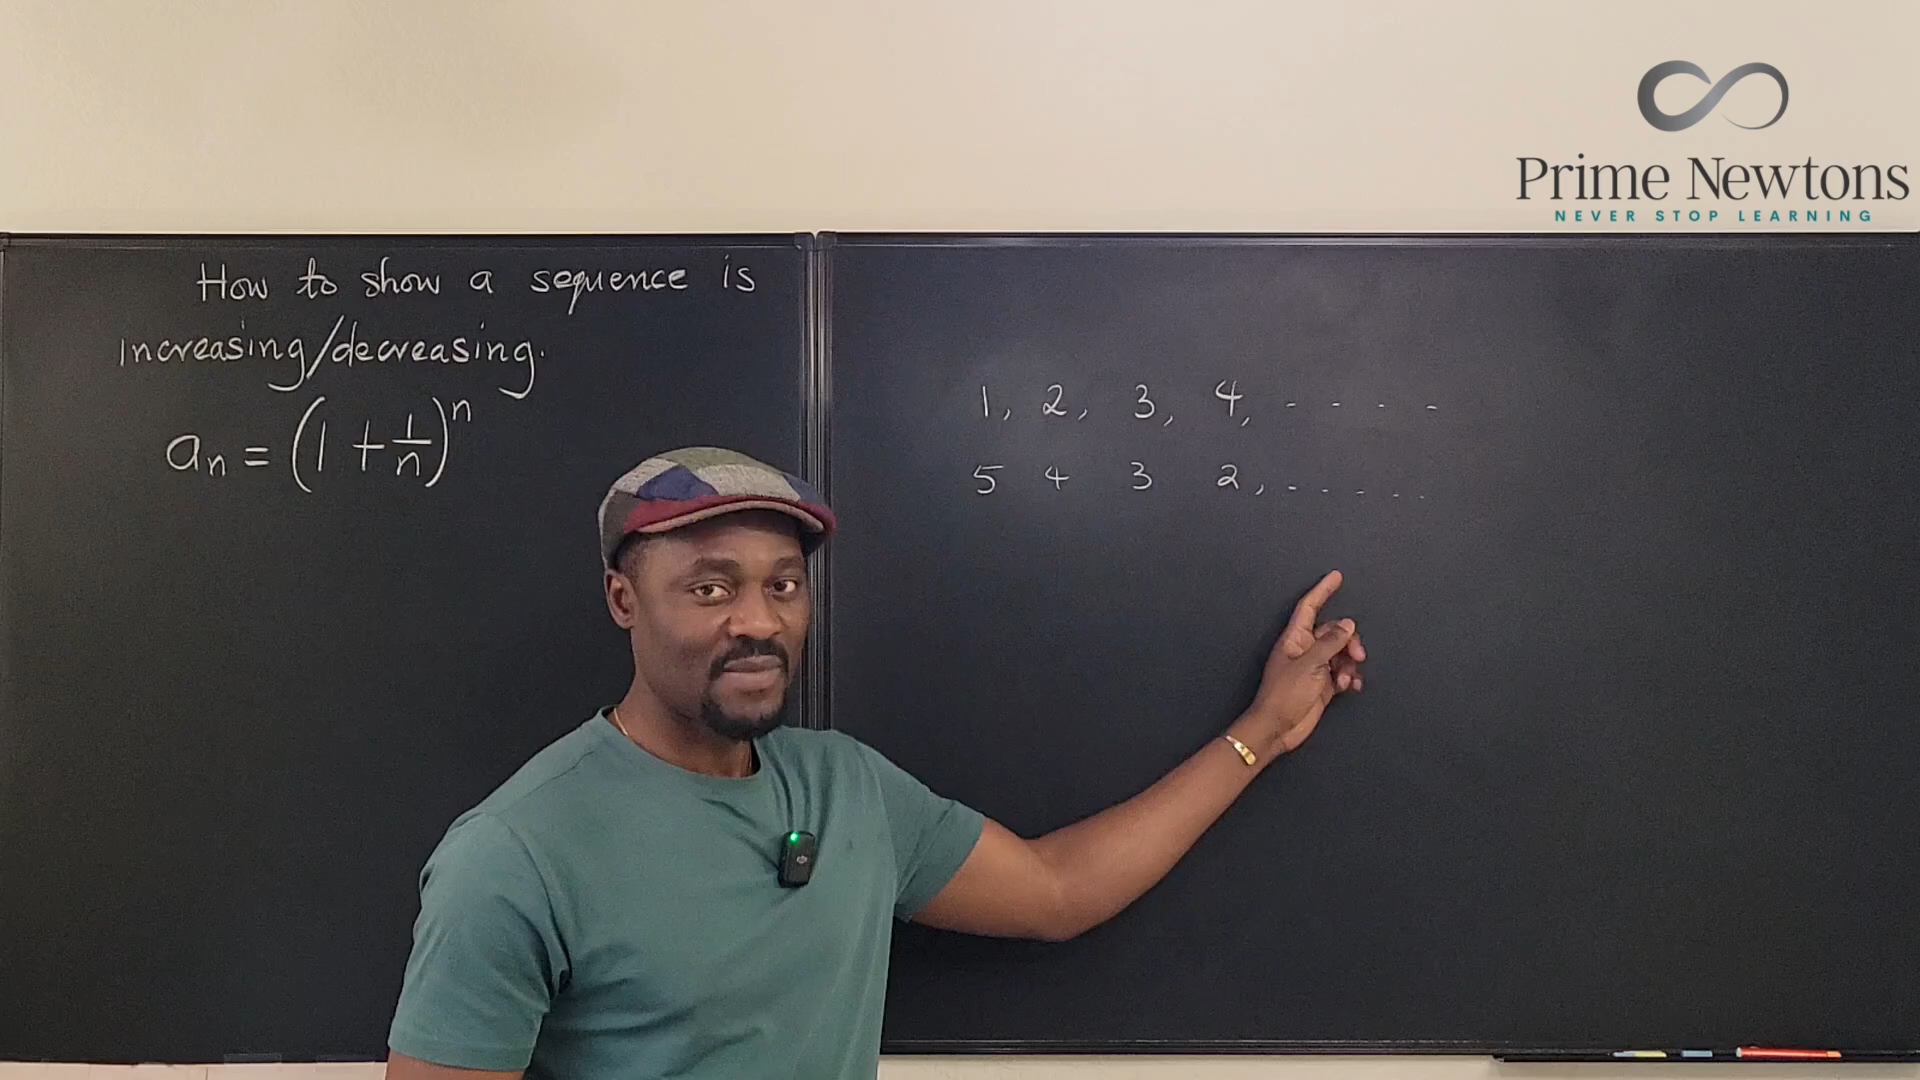 Prime Newtons
NEVER STOP LEARNING
How to show a sequence is
increasing/decreasing.
aₙ = (1 + 1/n)ⁿ
1, 2, 3, 4, - - - -
5 4 3 2, - - - - -